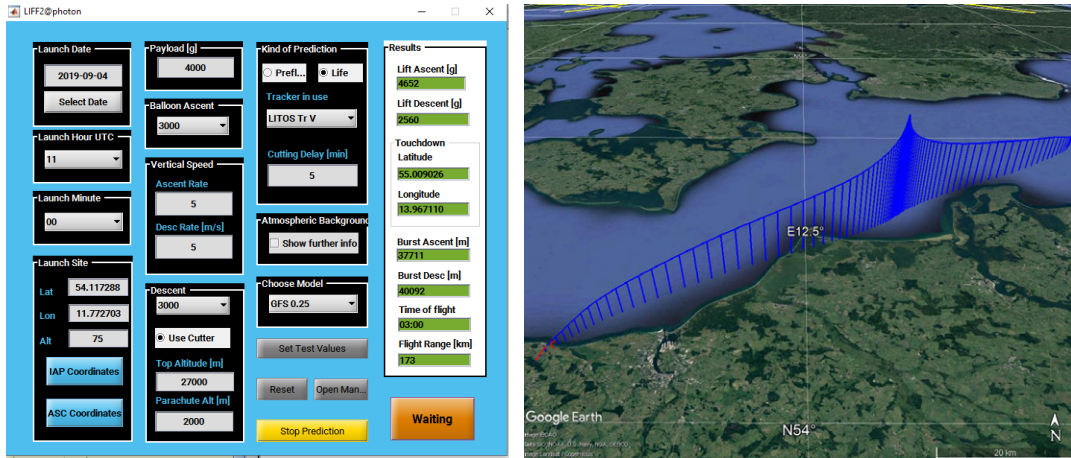 LIFF2@photon
Launch Date
2019-09-04
Select Date
Launch Hour UTC
11
Launch Minute
00
Launch Site
Lat
54.117288
Lon
11.772703
Alt
75
IAP Coordinates
ASC Coordinates
Payload [g]
4000
Balloon Ascent
3000
Vertical Speed
Ascent Rate
5
Desc Rate [m/s]
5
Descent
3000
Use Cutter
Top Altitude [m]
27000
Parachute Alt [m]
2000
Kind of Prediction
Prefl...
Life
Tracker in use
LITOS Tr V
Cutting Delay [min]
5
Atmospheric Background
Show further info
Choose Model
GFS 0.25
Set Test Values
Reset
Open Man...
Stop Prediction
Results
Lift Ascent [g]
4652
Lift Descent [g]
2560
Touchdown
Latitude
55.009026
Longitude
13.967110
Burst Ascent [m]
37711
Burst Desc [m]
40092
Time of flight
03:00
Flight Range [km]
173
Waiting
E12.5°
Google Earth
N54°
N
20 km